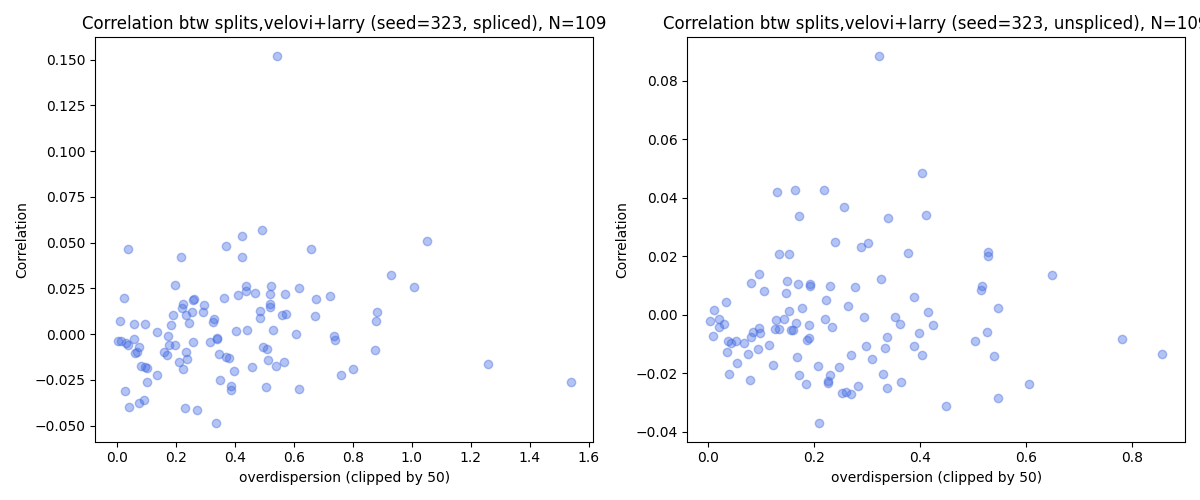 Correlation btw splits,velovi+larry (seed=323, spliced), N=109
0.150
0.125
0.100
0.075
0.050
0.025
0.000
−0.025
−0.050
Correlation
0.0 0.2 0.4 0.6 0.8 1.0 1.2 1.4 1.6
overdispersion (clipped by 50)
Correlation btw splits,velovi+larry (seed=323, unspliced), N=109
0.08
0.06
0.04
0.02
0.00
−0.02
−0.04
Correlation
0.0 0.2 0.4 0.6 0.8
overdispersion (clipped by 50)